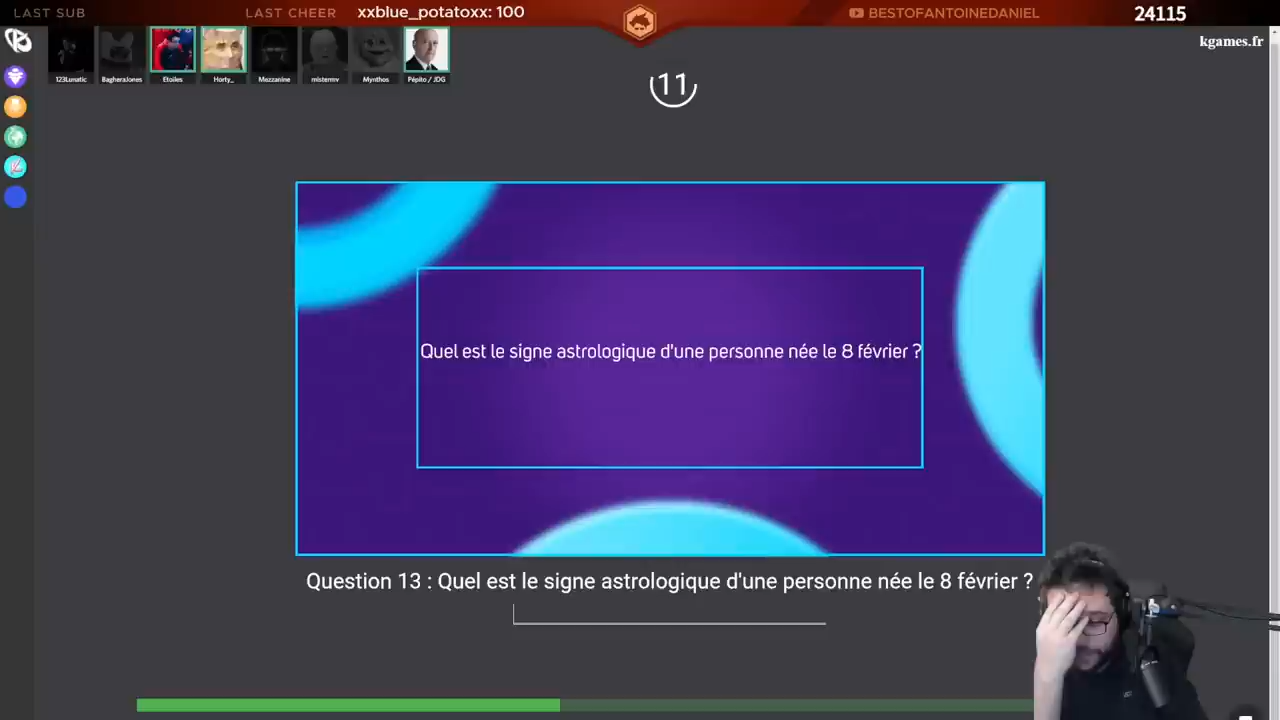 LAST SUB
LAST CHEER
xxblue_potatoxx: 100
BESTOFANTOINEDANIEL
24115
kgames.fr
123Lunatic
BagheraJones
Etoiles
Horty_
Mezzanine
mistermv
Mynthos
Pépito / JDG
11
Quel est le signe astrologique d'une personne née le 8 février ?
Question 13 : Quel est le signe astrologique d'une personne née le 8 février ?